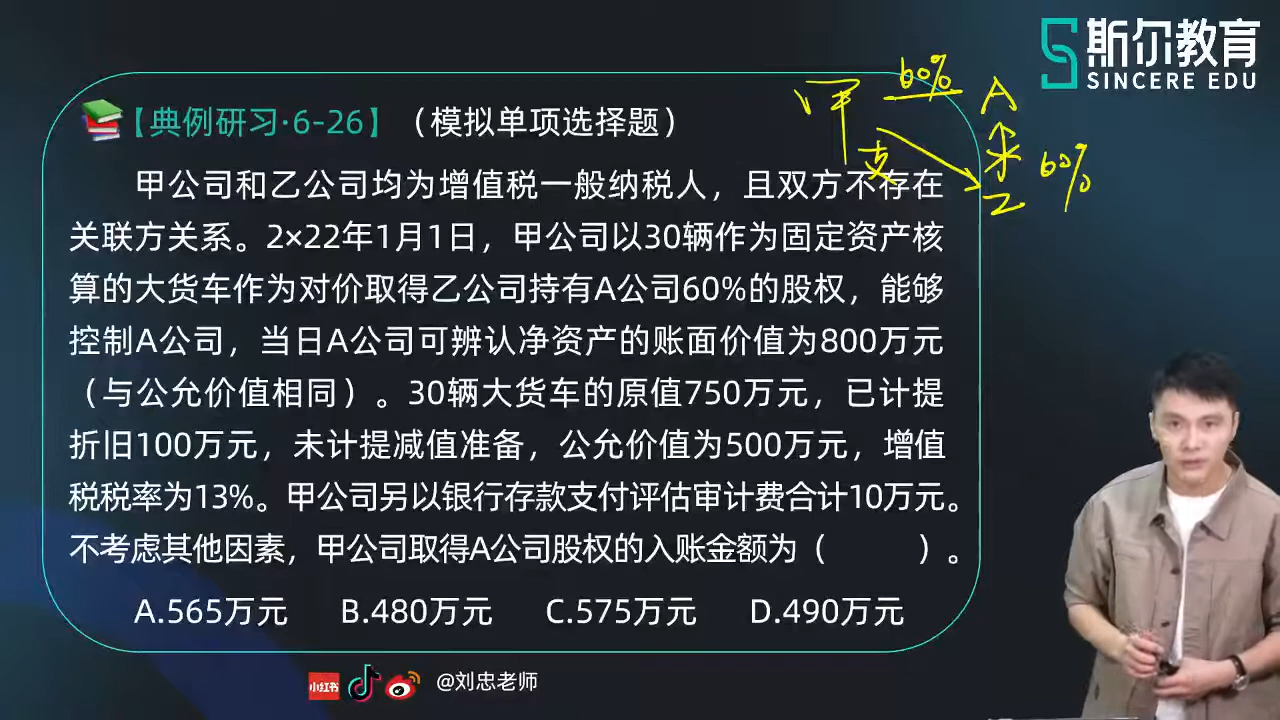 斯尔教育
SINCERE EDU
甲 60% A
支 乙 60%
【典例研习·6-26】（模拟单项选择题）
甲公司和乙公司均为增值税一般纳税人，且双方不存在
关联方关系。2×22年1月1日，甲公司以30辆作为固定资产核
算的大货车作为对价取得乙公司持有A公司60%的股权，能够
控制A公司，当日A公司可辨认净资产的账面价值为800万元
（与公允价值相同）。30辆大货车的原值750万元，已计提
折旧100万元，未计提减值准备，公允价值为500万元，增值
税税率为13%。甲公司另以银行存款支付评估审计费合计10万元。
不考虑其他因素，甲公司取得A公司股权的入账金额为（　　）。
A.565万元 B.480万元 C.575万元 D.490万元
小红书 @刘忠老师